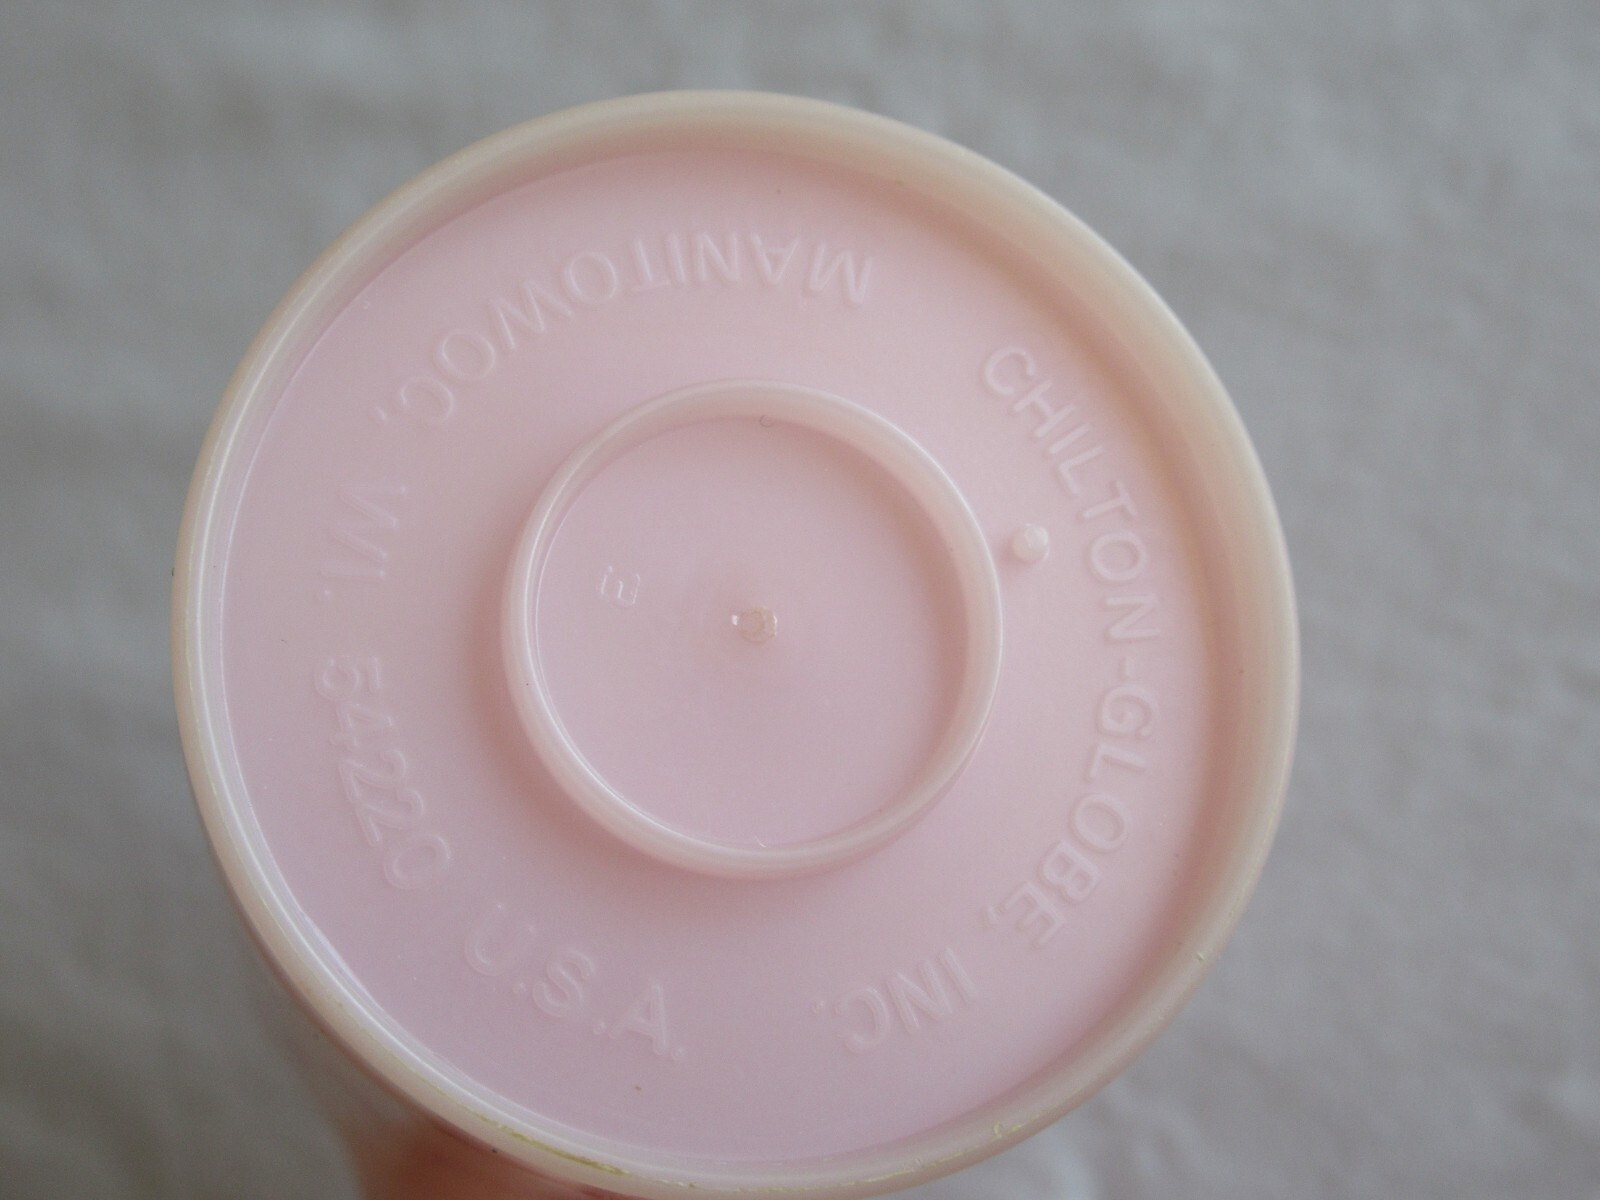 CHILTON-GLOBE, INC.
MANITOWOC, WI. 54220 U.S.A.